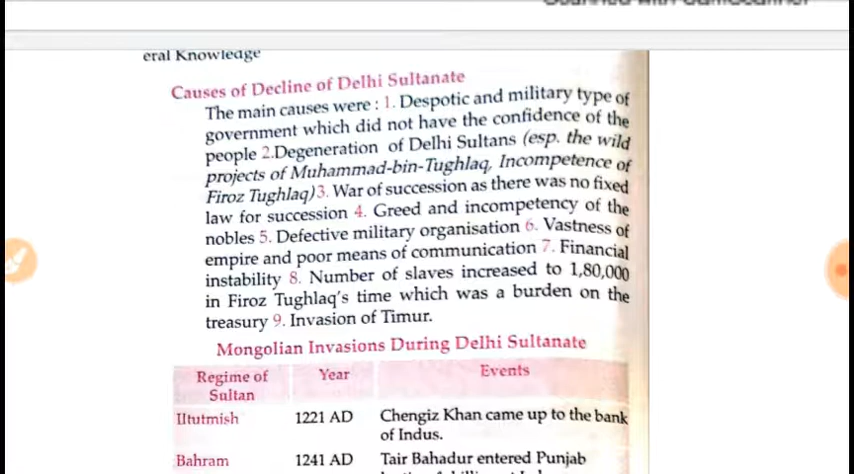 eral Knowledge
Causes of Decline of Delhi Sultanate
The main causes were : 1. Despotic and military type of
government which did not have the confidence of the
people 2.Degeneration of Delhi Sultans (esp. the wild
projects of Muhammad-bin-Tughlaq, Incompetence of
Firoz Tughlaq)3. War of succession as there was no fixed
law for succession 4. Greed and incompetency of the
nobles 5. Defective military organisation 6. Vastness of
empire and poor means of communication 7. Financial
instability 8. Number of slaves increased to 1,80,000
in Firoz Tughlaq's time which was a burden on the
treasury 9. Invasion of Timur.
Mongolian Invasions During Delhi Sultanate
Regime of Sultan Year Events
Iltutmish 1221 AD Chengiz Khan came up to the bank
of Indus.
Bahram 1241 AD Tair Bahadur entered Punjab